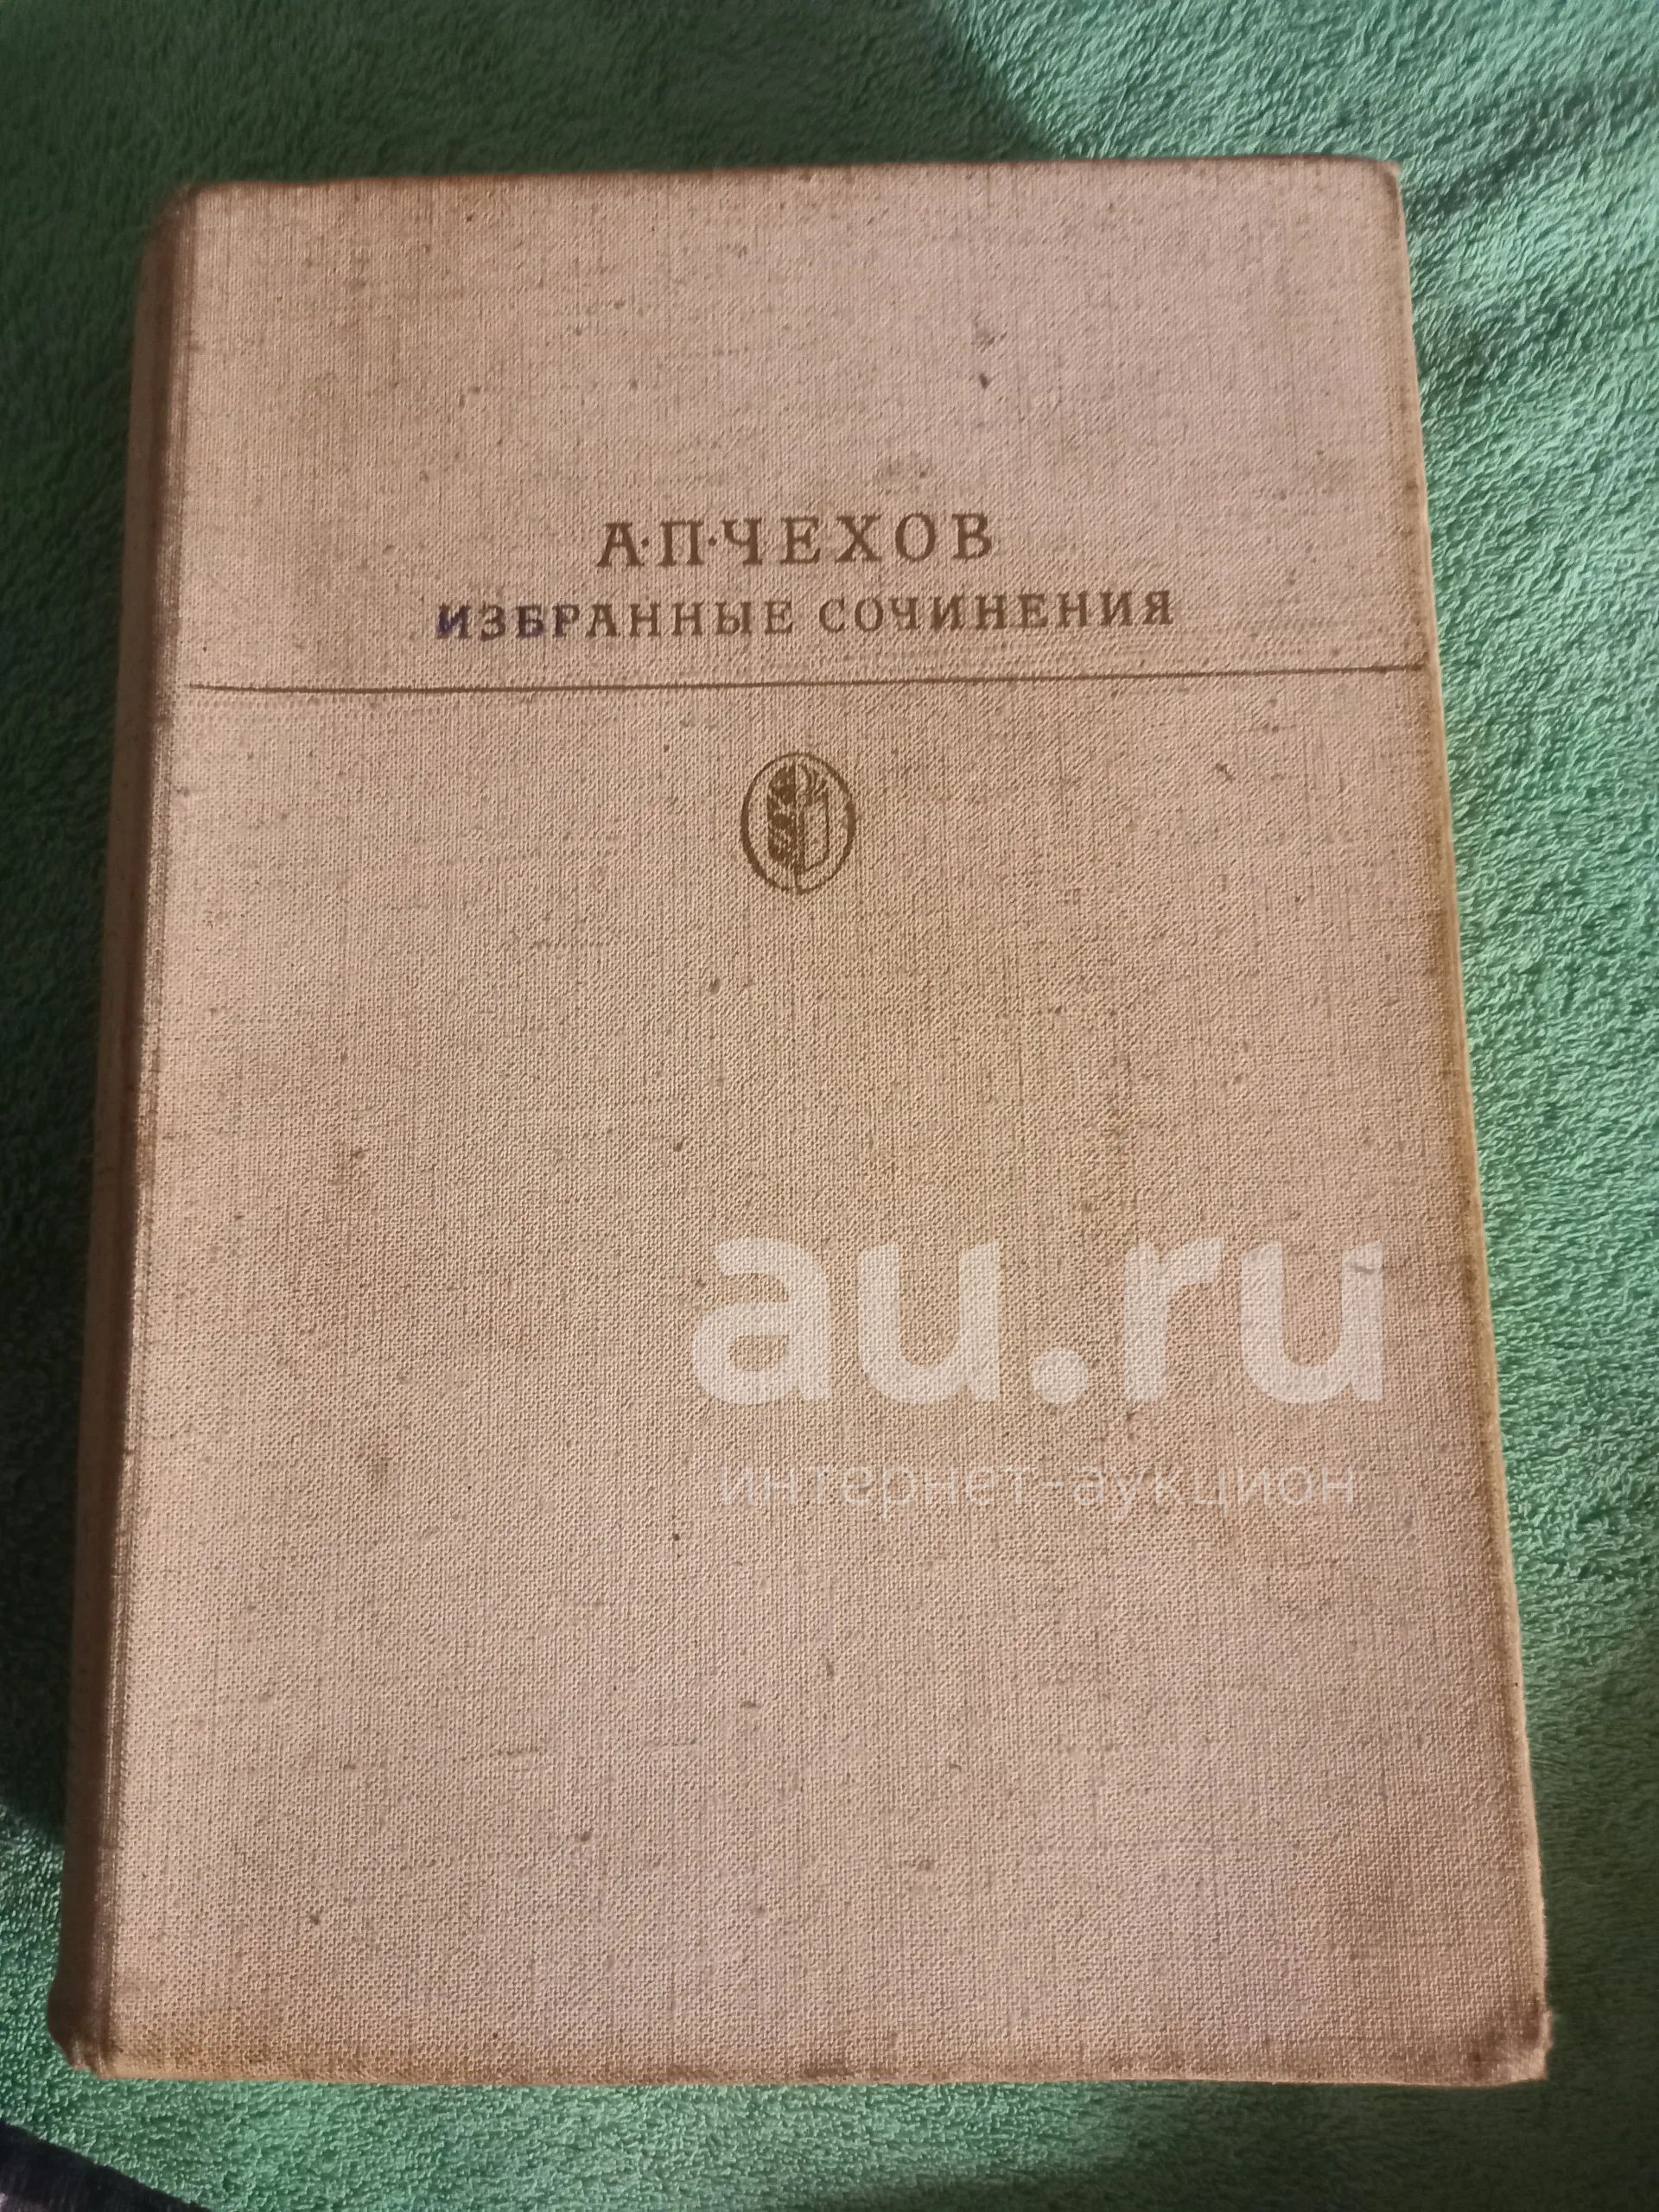 А·П·ЧЕХОВ
ИЗБРАННЫЕ СОЧИНЕНИЯ
au.ru
интернет-аукцион